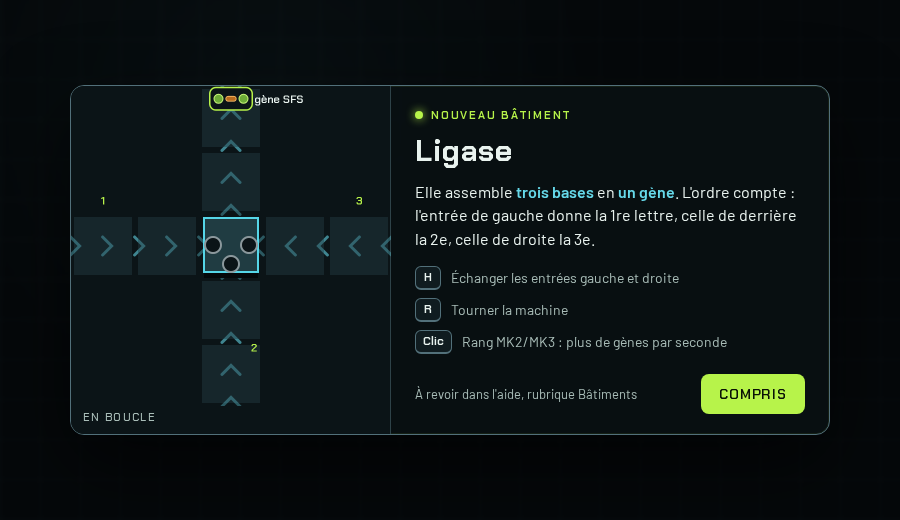 gène SFS
1
3
2
EN BOUCLE
NOUVEAU BÂTIMENT
Ligase
Elle assemble trois bases en un gène. L'ordre compte :
l'entrée de gauche donne la 1re lettre, celle de derrière
la 2e, celle de droite la 3e.
H Échanger les entrées gauche et droite
R Tourner la machine
Clic Rang MK2/MK3 : plus de gènes par seconde
À revoir dans l'aide, rubrique Bâtiments
COMPRIS